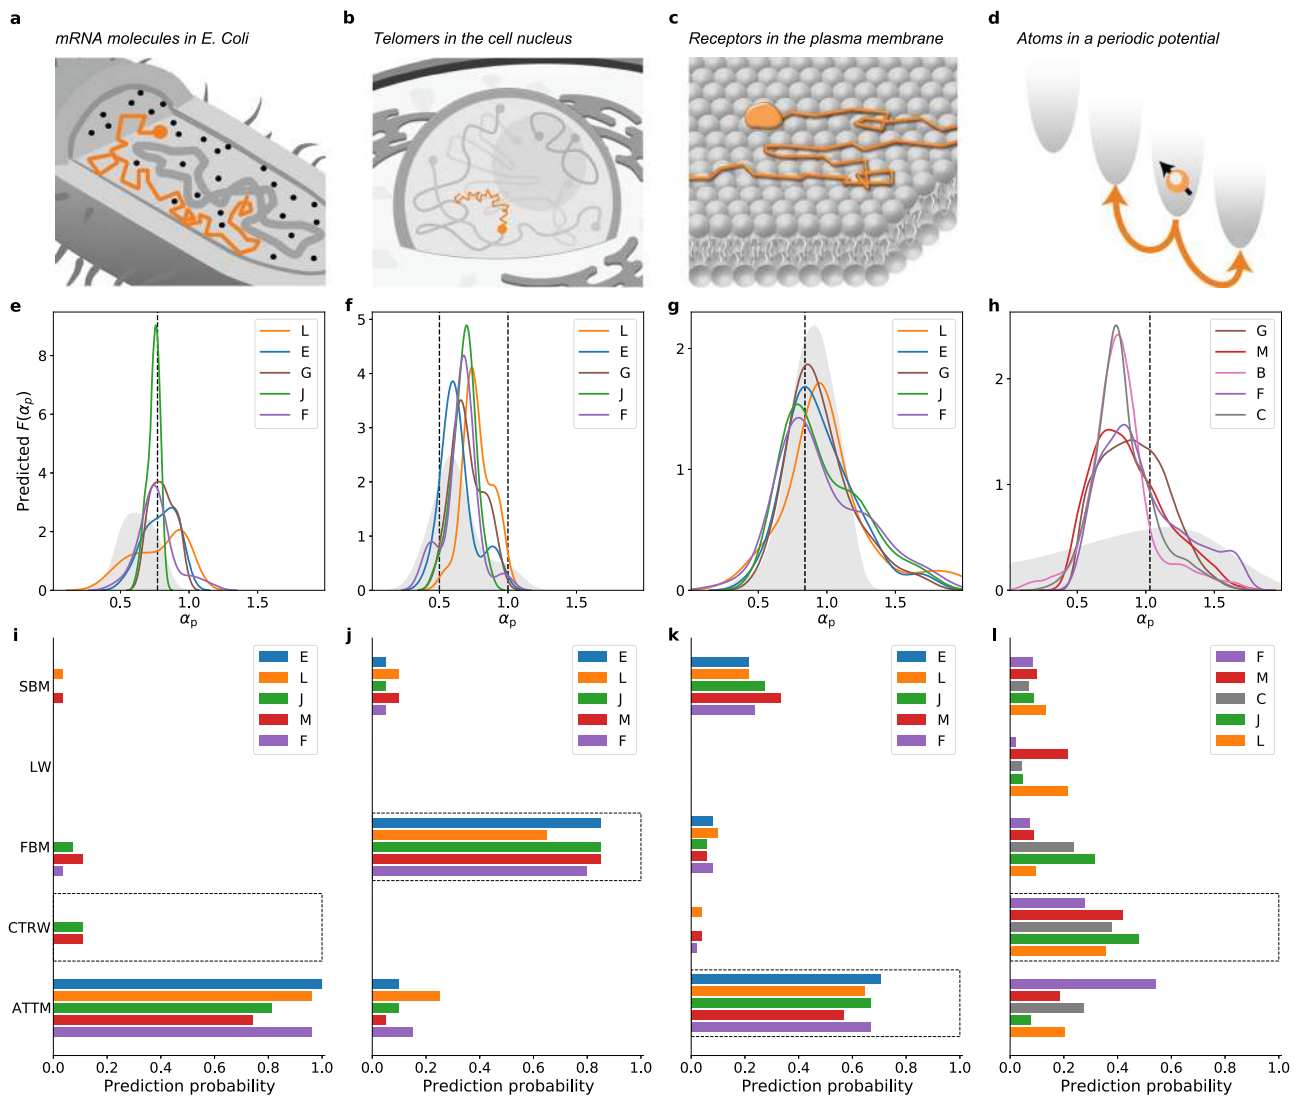 a
mRNA molecules in E. Coli
b
Telomers in the cell nucleus
c
Receptors in the plasma membrane
d
Atoms in a periodic potential
e
Predicted F(αp)
8
6
4
2
0
0.5
1.0
1.5
αp
L
E
G
J
F
f
5
4
3
2
1
0
0.5
1.0
1.5
L
E
G
J
F
g
2
1
0
0.5
1.0
1.5
αp
L
E
G
J
F
h
2
1
0
0.5
1.0
1.5
αp
G
M
B
F
C
i
SBM
LW
FBM
CTRW
ATTM
E
L
J
M
F
0.0 0.2 0.4 0.6 0.8 1.0
Prediction probability
j
E
L
J
M
F
0.0 0.2 0.4 0.6 0.8 1.0
Prediction probability
k
E
L
J
M
F
0.0 0.2 0.4 0.6 0.8 1.0
Prediction probability
l
F
M
C
J
L
0.0 0.2 0.4 0.6 0.8 1.0
Prediction probability